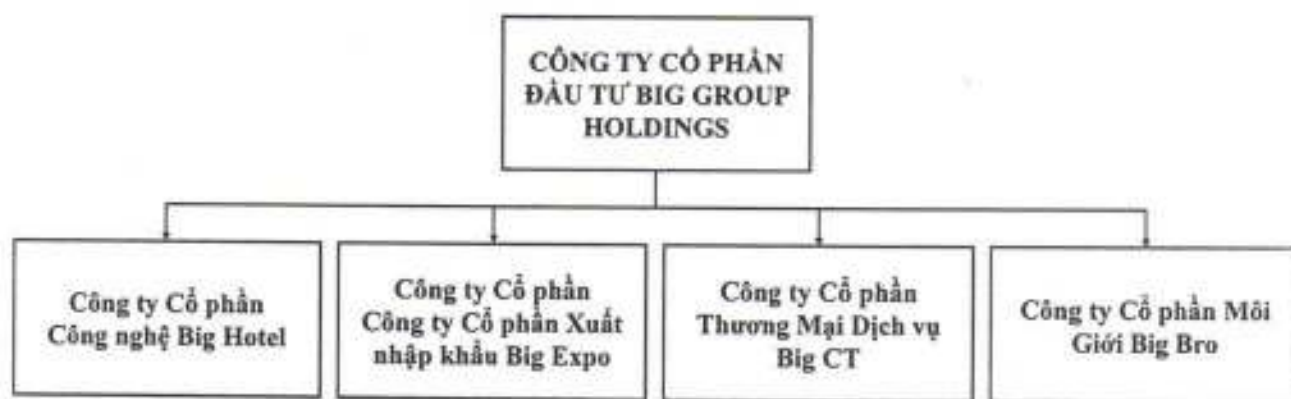 CÔNG TY CỔ PHẦN
ĐẦU TƯ BIG GROUP
HOLDINGS
Công ty Cổ phần
Công nghệ Big Hotel
Công ty Cổ phần
Công ty Cổ phần Xuất
nhập khẩu Big Expo
Công ty Cổ phần
Thương Mại Dịch vụ
Big CT
Công ty Cổ phần Môi
Giới Big Bro